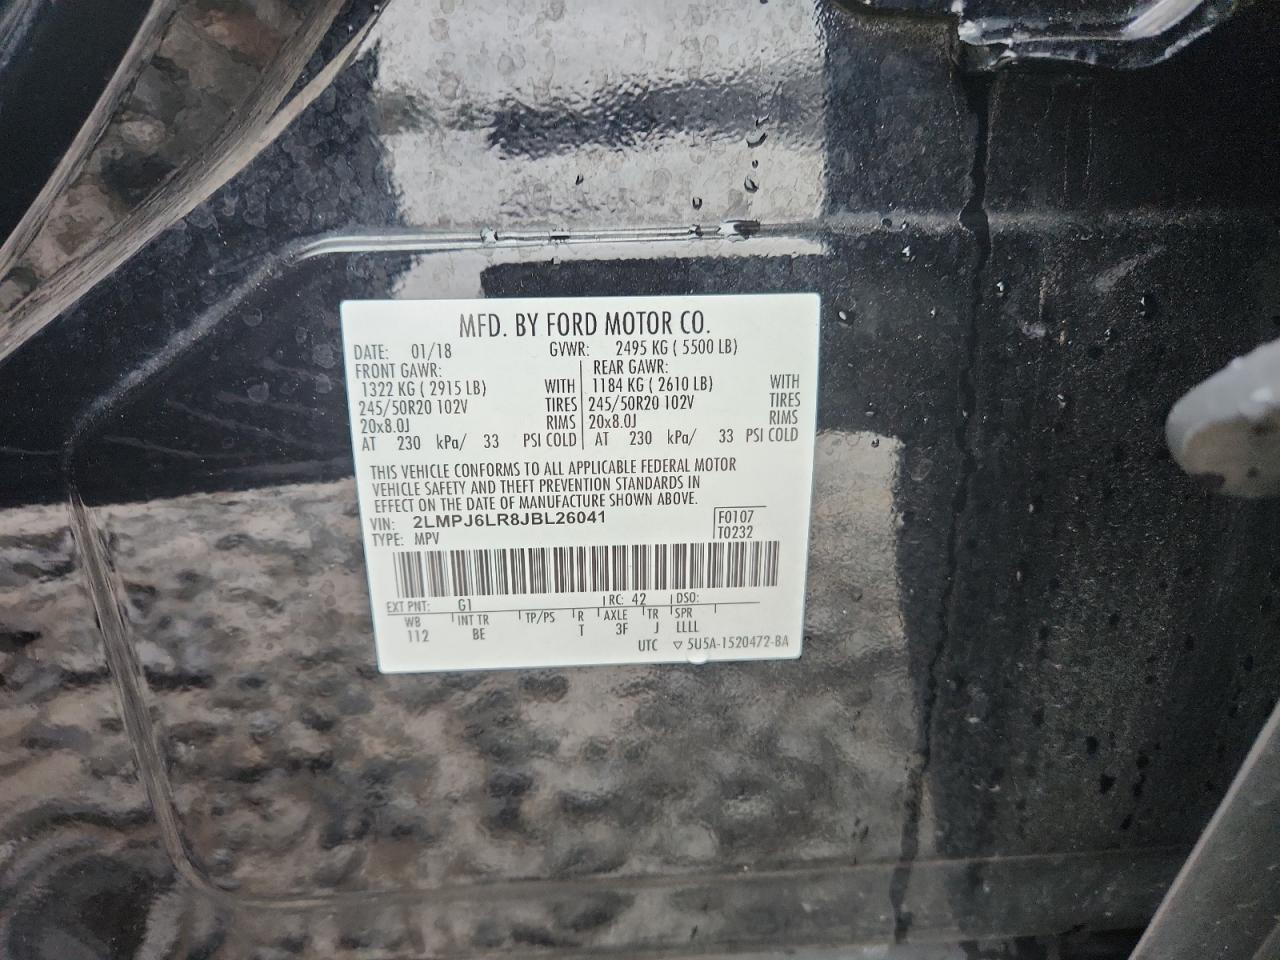 MFD. BY FORD MOTOR CO.
DATE: 01/18 GVWR: 2495 KG ( 5500 LB)
FRONT GAWR: REAR GAWR:
1322 KG ( 2915 LB) WITH 1184 KG ( 2610 LB) WITH
245/50R20 102V TIRES 245/50R20 102V TIRES
20x8.0J RIMS 20x8.0J RIMS
AT 230 kPa/ 33 PSI COLD AT 230 kPa/ 33 PSI COLD
THIS VEHICLE CONFORMS TO ALL APPLICABLE FEDERAL MOTOR
VEHICLE SAFETY AND THEFT PREVENTION STANDARDS IN
EFFECT ON THE DATE OF MANUFACTURE SHOWN ABOVE.
VIN: 2LMPJ6LR8JBL26041 F0107
TYPE: MPV T0232
EXT PNT: G1 RC: 42 DSO:
WB INT TR TP/PS R AXLE TR SPR
112 BE T 3F J LLLL
UTC ▽ 5U5A-1520472-BA